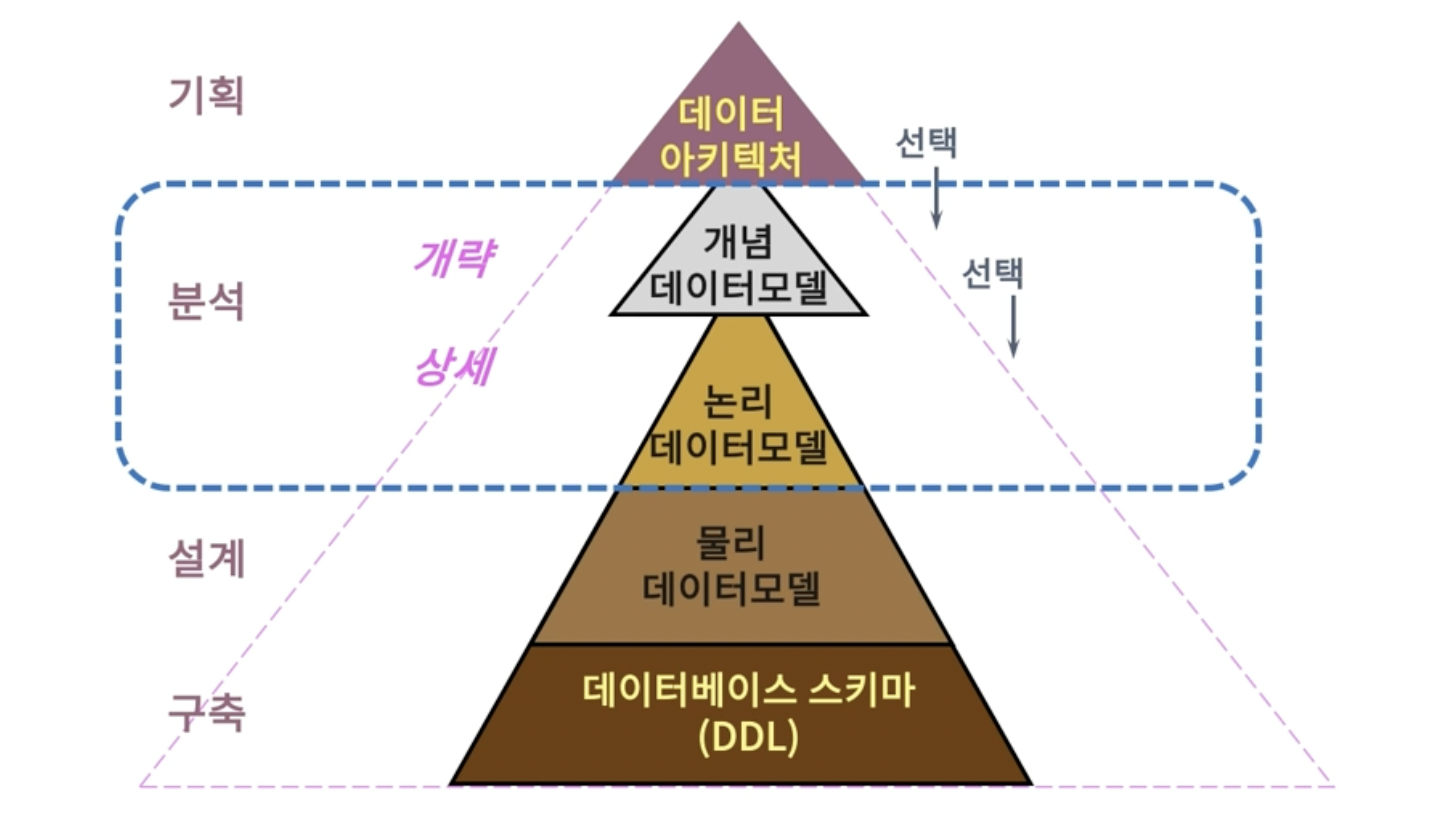 기획
데이터
아키텍처
선택
개략
개념
데이터모델
선택
분석
상세
논리
데이터모델
설계
물리
데이터모델
구축
데이터베이스 스키마
(DDL)